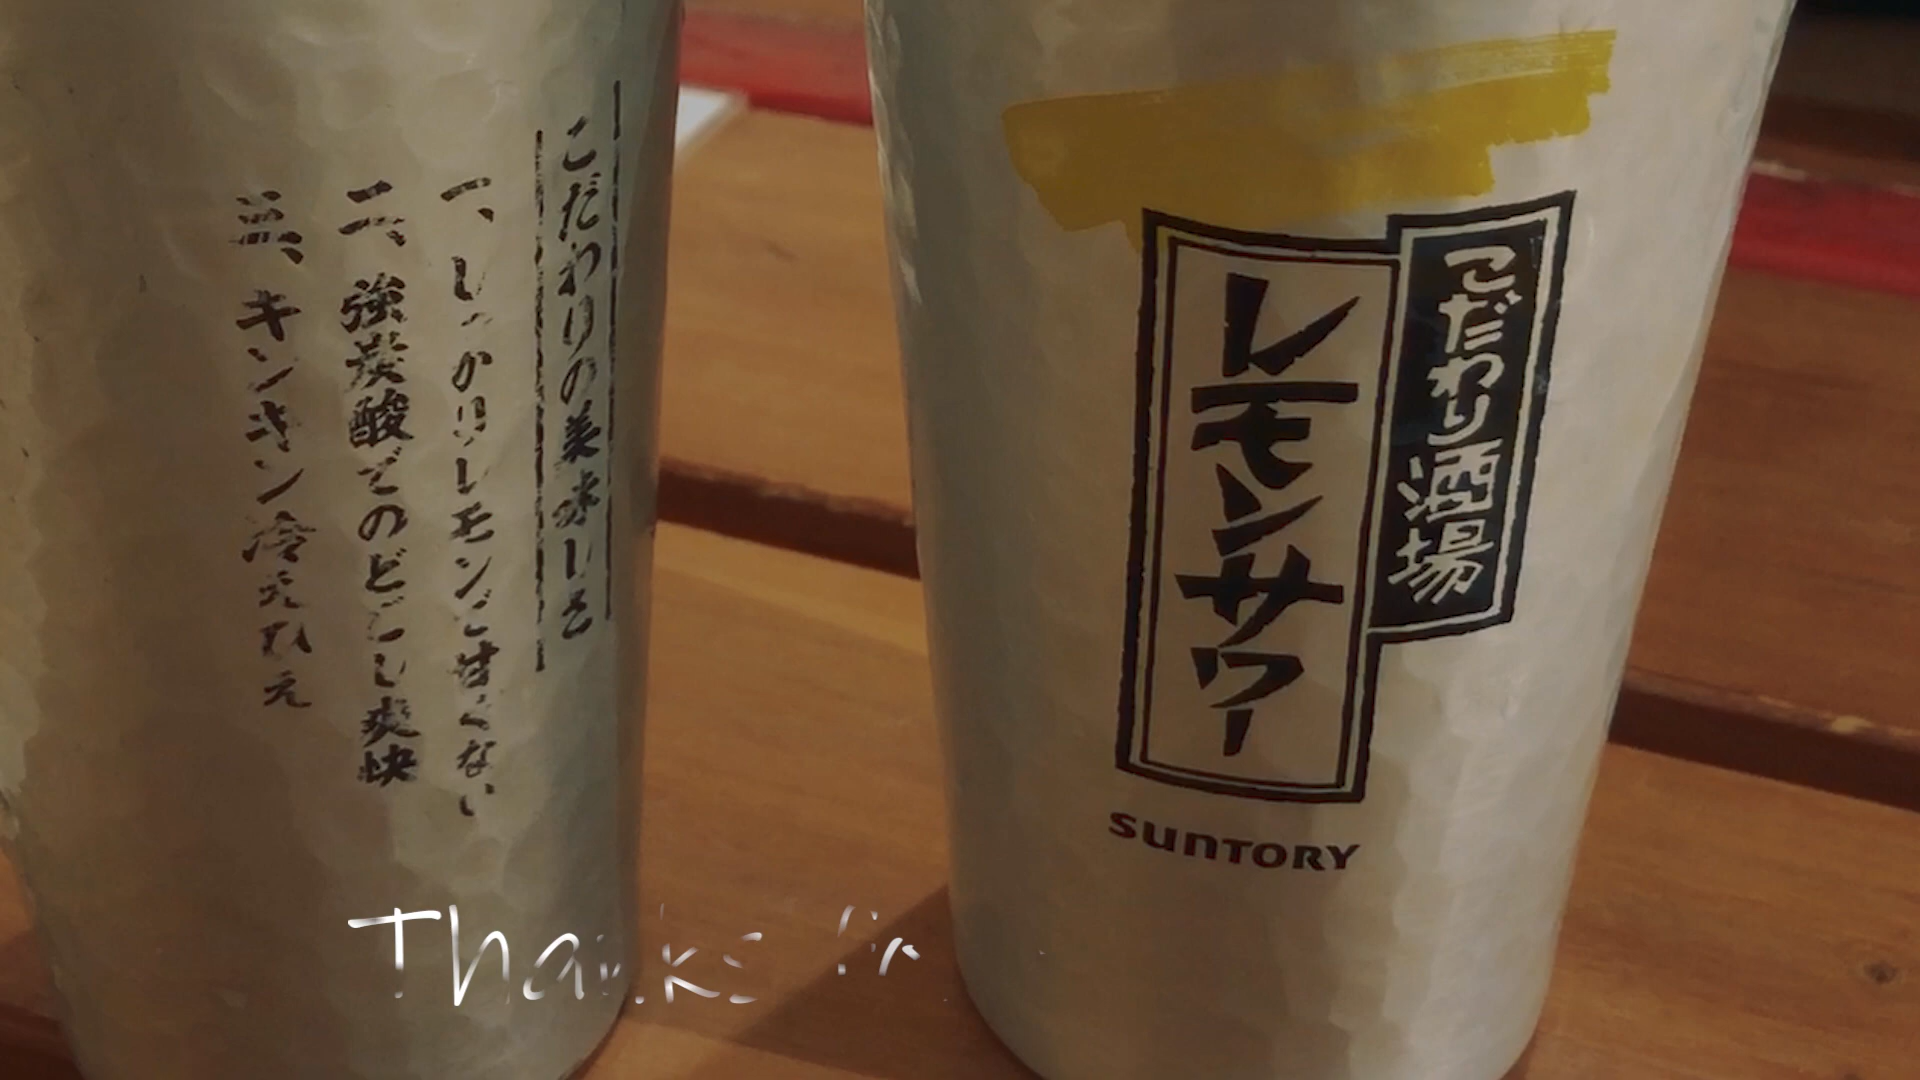 こだわりの美味しさ
一、しっかりレモンで甘くない
二、強炭酸でのどごし爽快
三、キンキン冷えひえ
こだわり酒場
レモンサワー
SUNTORY
Thanks